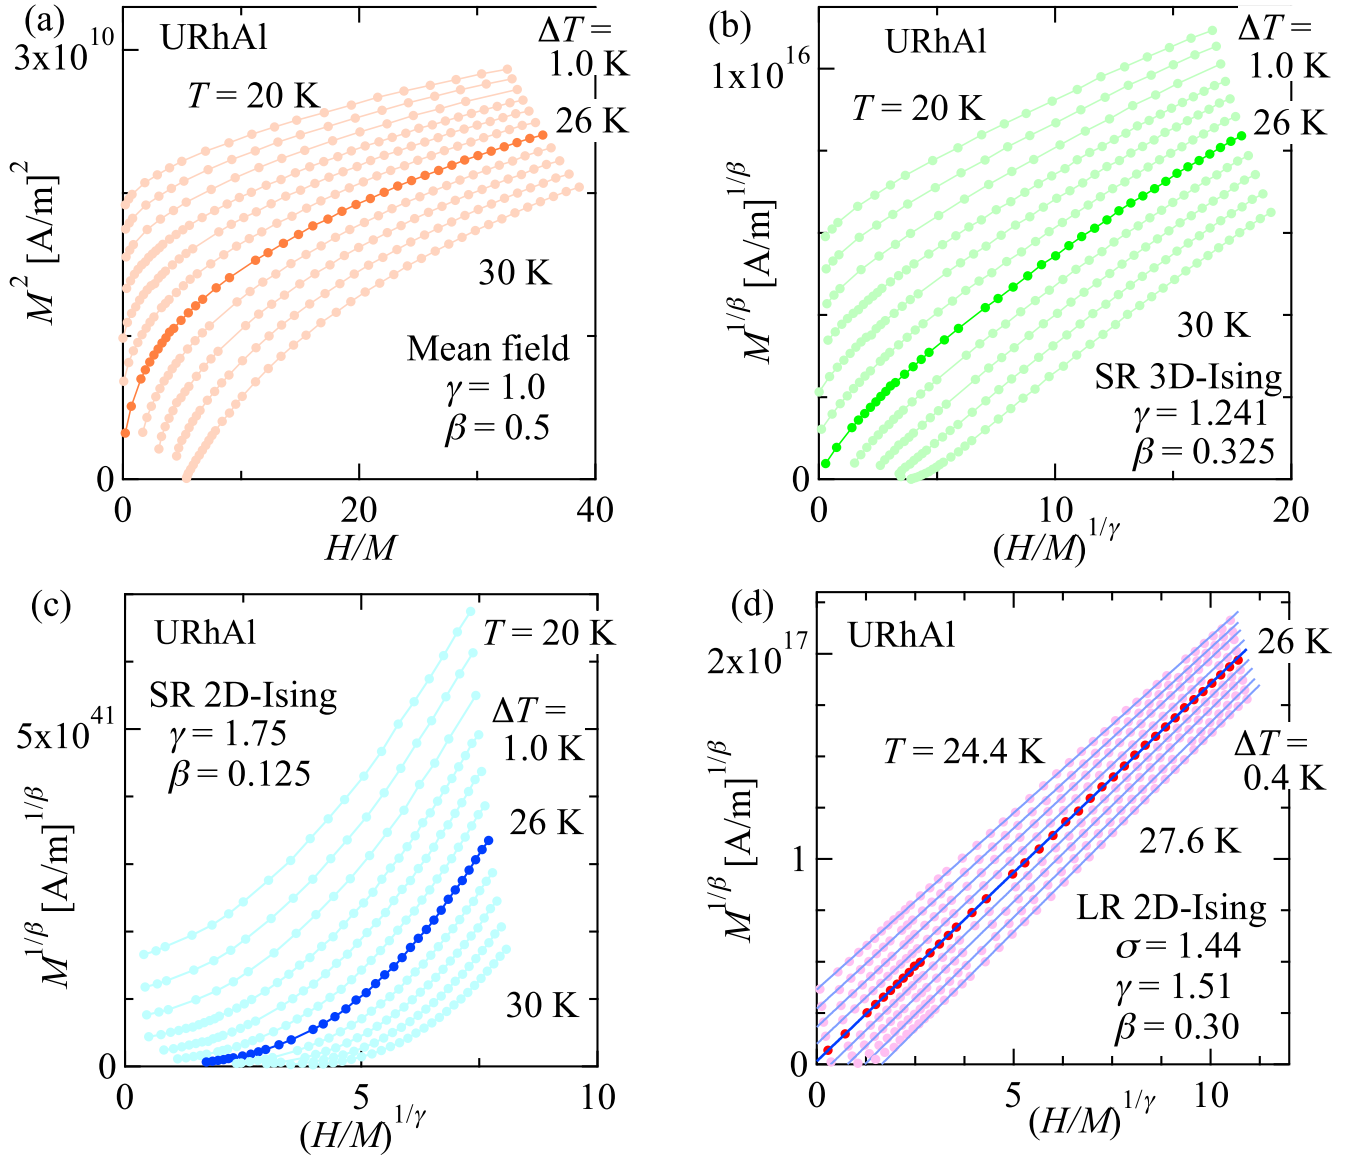 (a)
URhAl
ΔT =
1.0 K
3x10^10
T = 20 K
26 K
M^2 [A/m]^2
30 K
Mean field
γ = 1.0
β = 0.5
0
0 20 40
H/M
(b)
URhAl
ΔT =
1.0 K
1x10^16
T = 20 K
26 K
M^1/β [A/m]^1/β
30 K
SR 3D-Ising
γ = 1.241
β = 0.325
0
0 10 20
(H/M)^1/γ
(c)
URhAl
T = 20 K
SR 2D-Ising
γ = 1.75
β = 0.125
ΔT =
1.0 K
5x10^41
26 K
M^1/β [A/m]^1/β
30 K
0
0 5 10
(H/M)^1/γ
(d)
URhAl
26 K
2x10^17
T = 24.4 K
ΔT =
0.4 K
M^1/β [A/m]^1/β
27.6 K
1
LR 2D-Ising
σ = 1.44
γ = 1.51
β = 0.30
0
0 5 10
(H/M)^1/γ